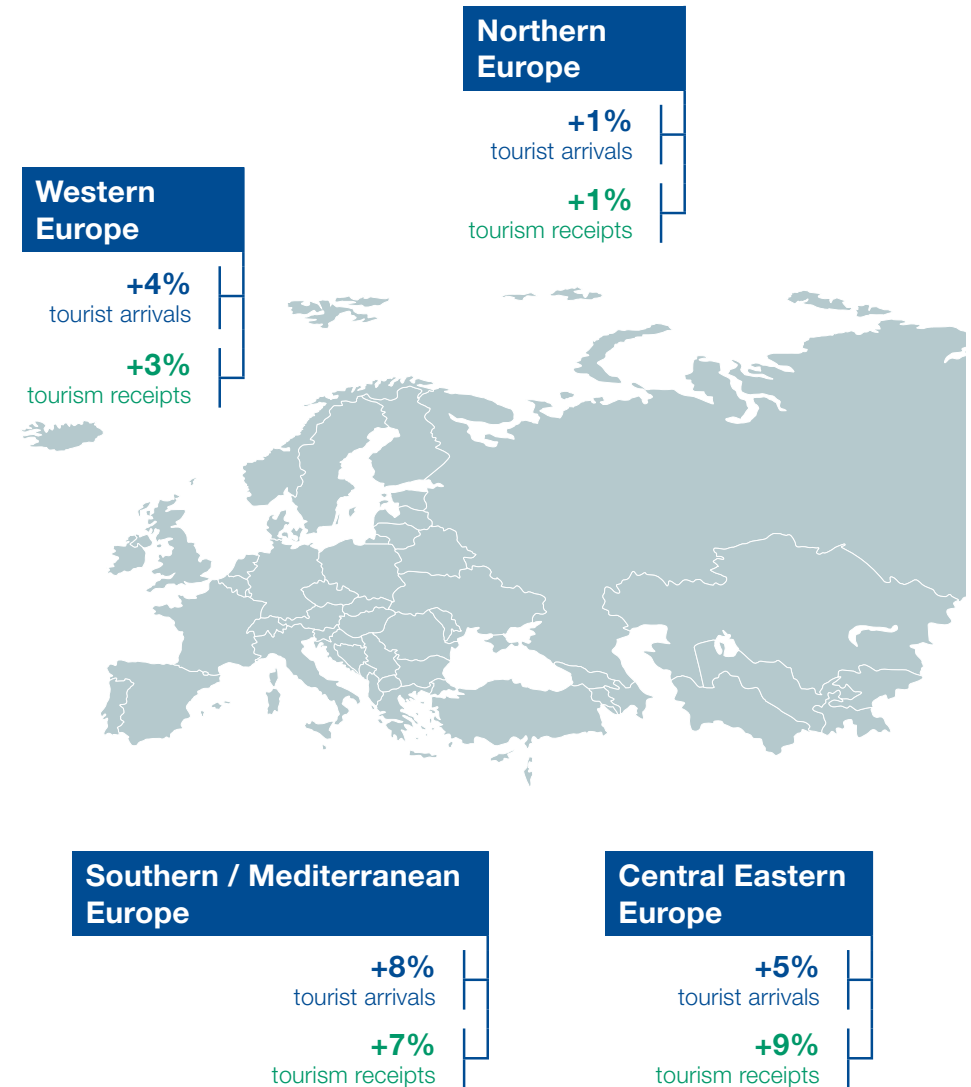 Northern
Europe
+1%
tourist arrivals
+1%
tourism receipts
Western
Europe
+4%
tourist arrivals
+3%
tourism receipts
Southern / Mediterranean
Europe
+8%
tourist arrivals
+7%
tourism receipts
Central Eastern
Europe
+5%
tourist arrivals
+9%
tourism receipts